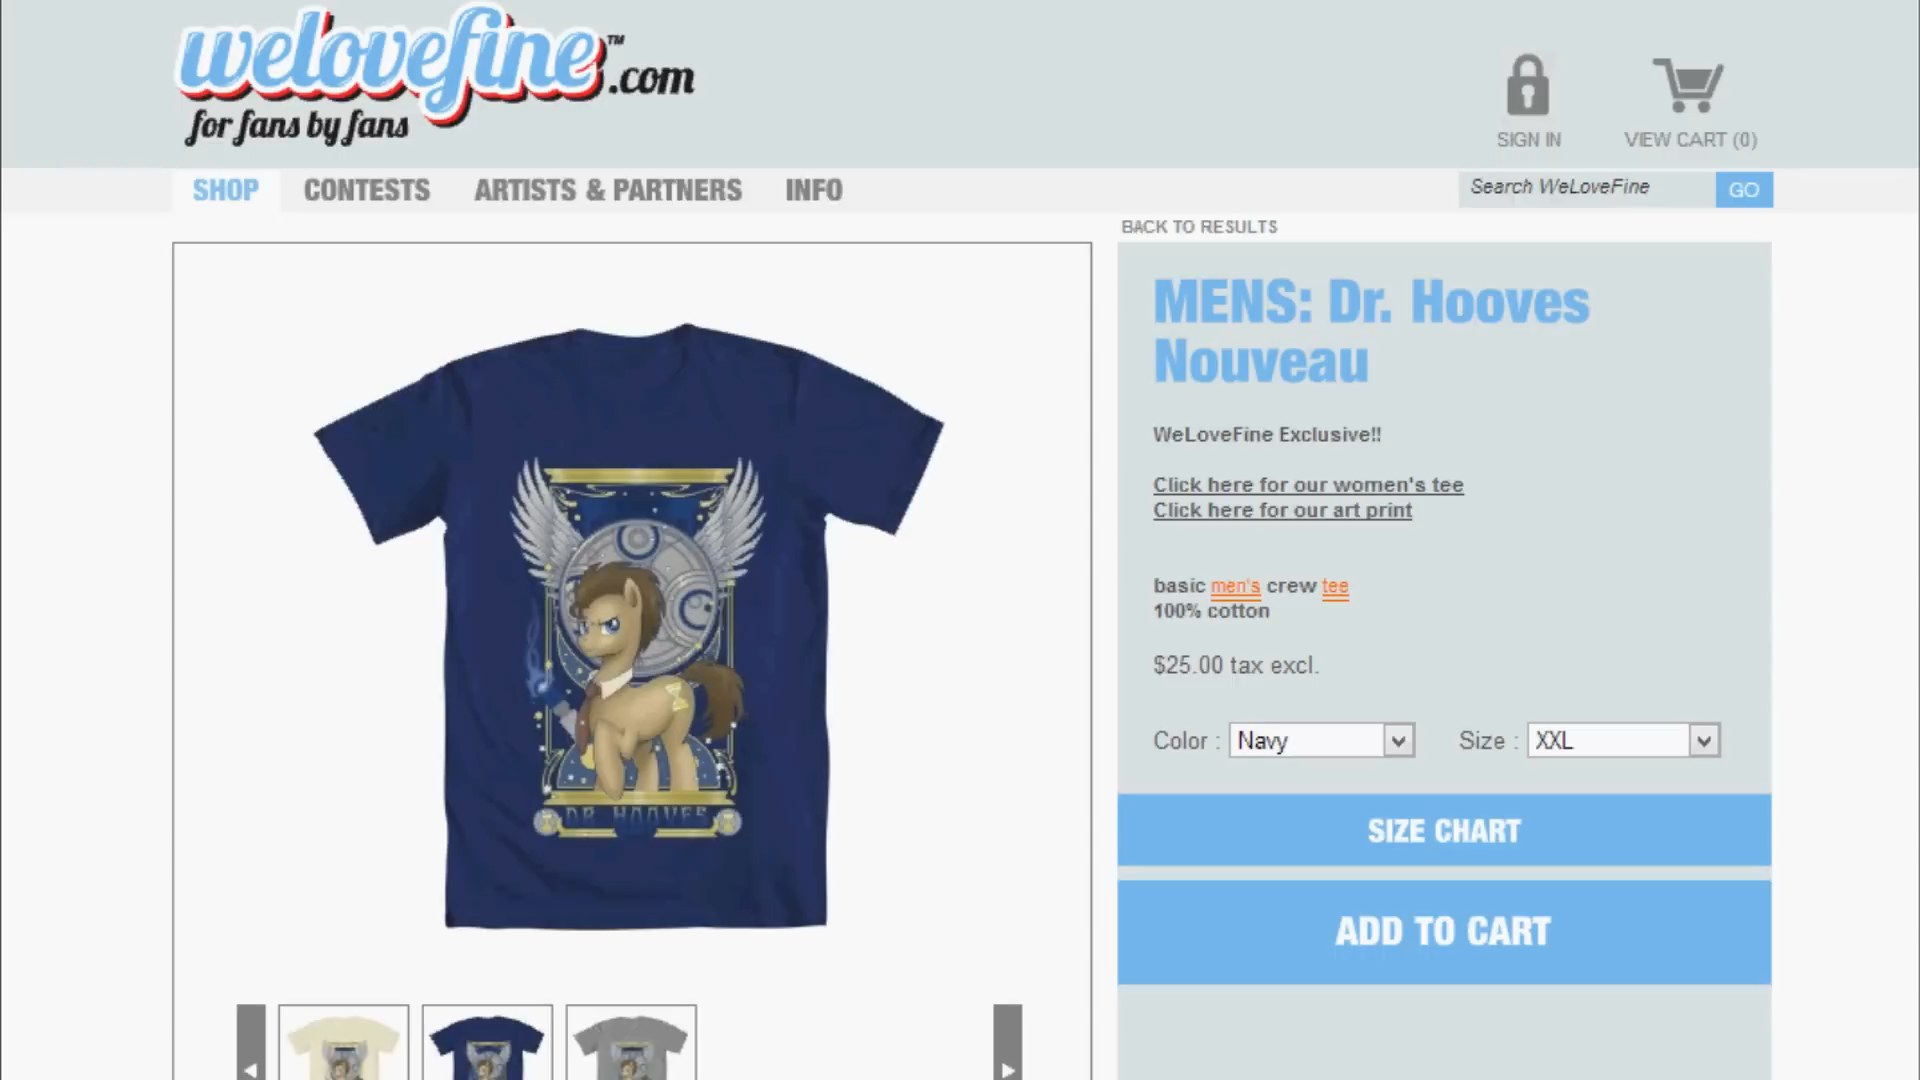 welovefine™.com
for fans by fans
SIGN IN
VIEW CART (0)
SHOP
CONTESTS
ARTISTS & PARTNERS
INFO
Search WeLoveFine
GO
BACK TO RESULTS
MENS: Dr. Hooves
Nouveau
WeLoveFine Exclusive!!
Click here for our women's tee
Click here for our art print
basic men's crew tee
100% cotton
$25.00 tax excl.
Color : Navy
Size : XXL
SIZE CHART
ADD TO CART
DR HOOVES